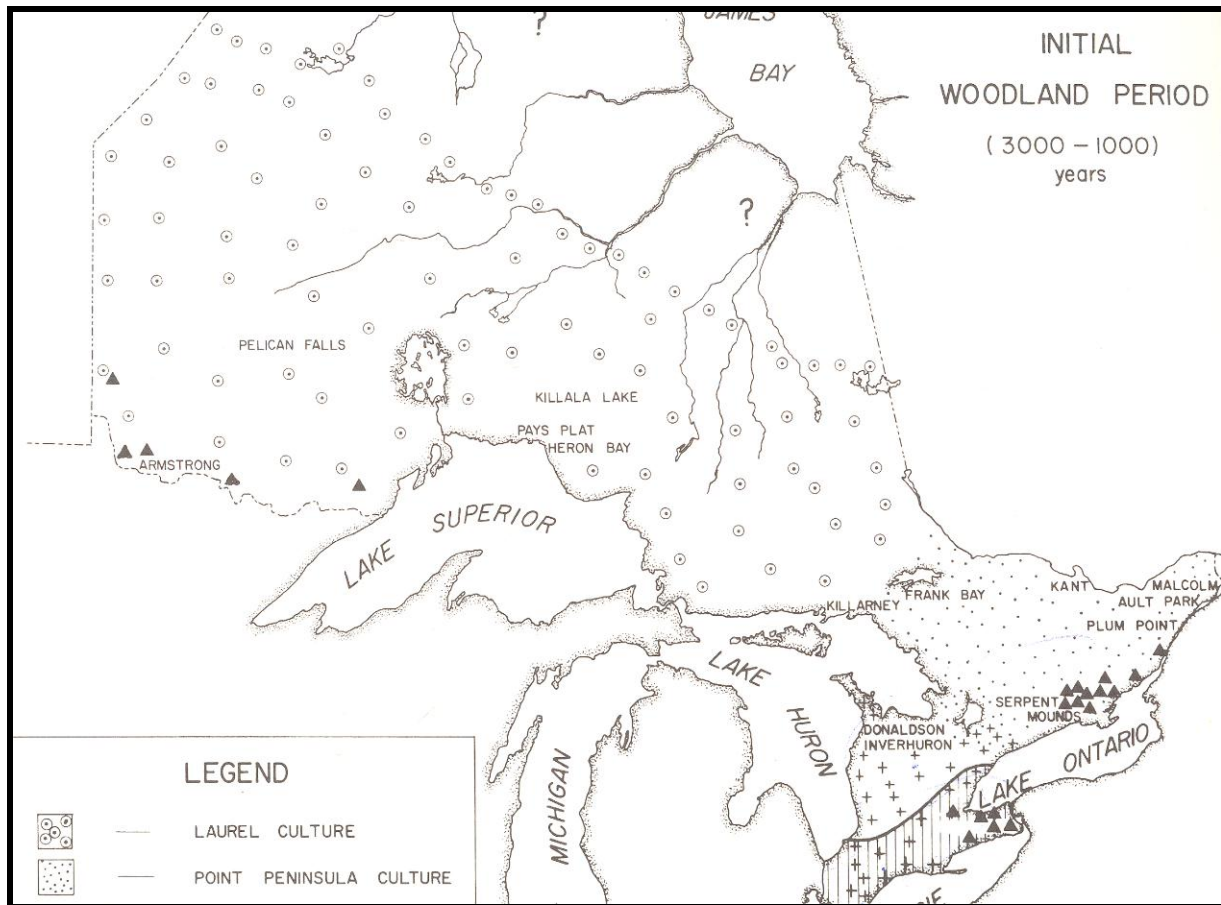 INITIAL
WOODLAND PERIOD
(3000 – 1000)
years
?
JAMES
BAY
?
PELICAN FALLS
KILLALA LAKE
PAYS PLAT
HERON BAY
ARMSTRONG
LAKE SUPERIOR
KILLARNEY
FRANK BAY
KANT
MALCOLM
AULT PARK
PLUM POINT
SERPENT
MOUNDS
DONALDSON
INVERHURON
LAKE HURON
LAKE ONTARIO
MICHIGAN
LEGEND
LAUREL CULTURE
POINT PENINSULA CULTURE